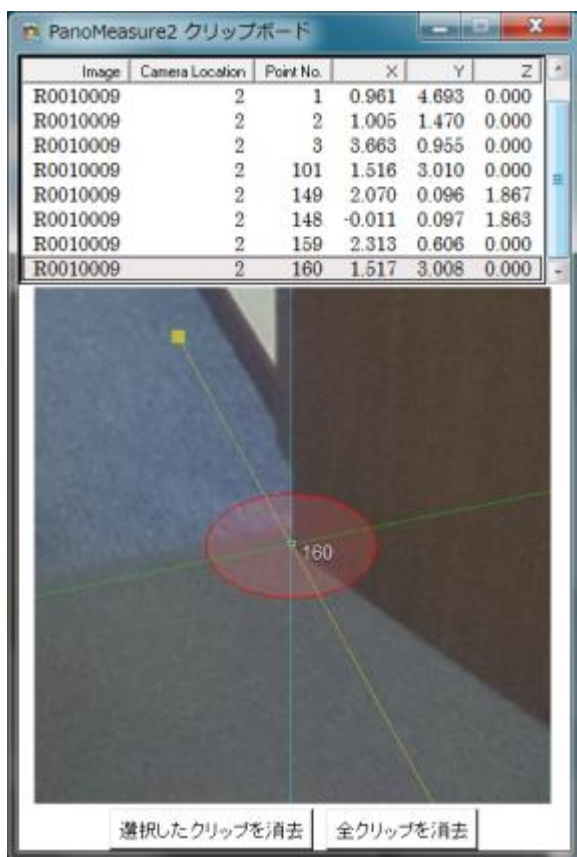 PanoMeasure2 クリップボード
Image Camera Location Point No. X Y Z
R0010009 2 1 0.961 4.693 0.000
R0010009 2 2 1.005 1.470 0.000
R0010009 2 3 3.663 0.955 0.000
R0010009 2 101 1.516 3.010 0.000
R0010009 2 149 2.070 0.096 1.867
R0010009 2 148 -0.011 0.097 1.863
R0010009 2 159 2.313 0.606 0.000
R0010009 2 160 1.517 3.008 0.000
160
選択したクリップを消去 全クリップを消去